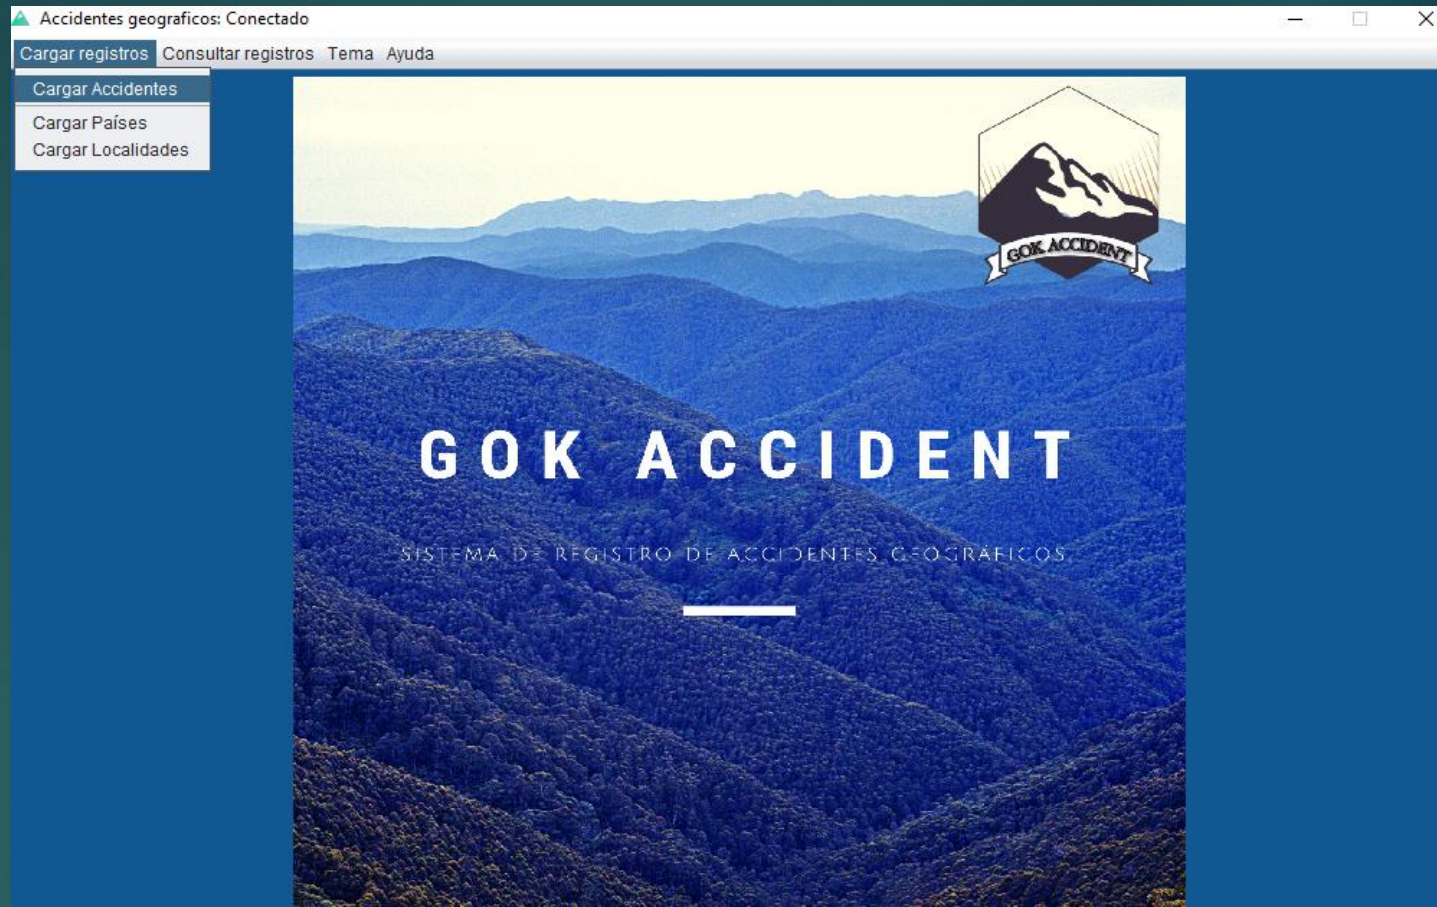 Accidentes geograficos: Conectado
Cargar registros Consultar registros Tema Ayuda
Cargar Accidentes
Cargar Países
Cargar Localidades
GOK ACCIDENT
GOK ACCIDENT
SISTEMA DE REGISTRO DE ACCIDENTES GEOGRÁFICOS